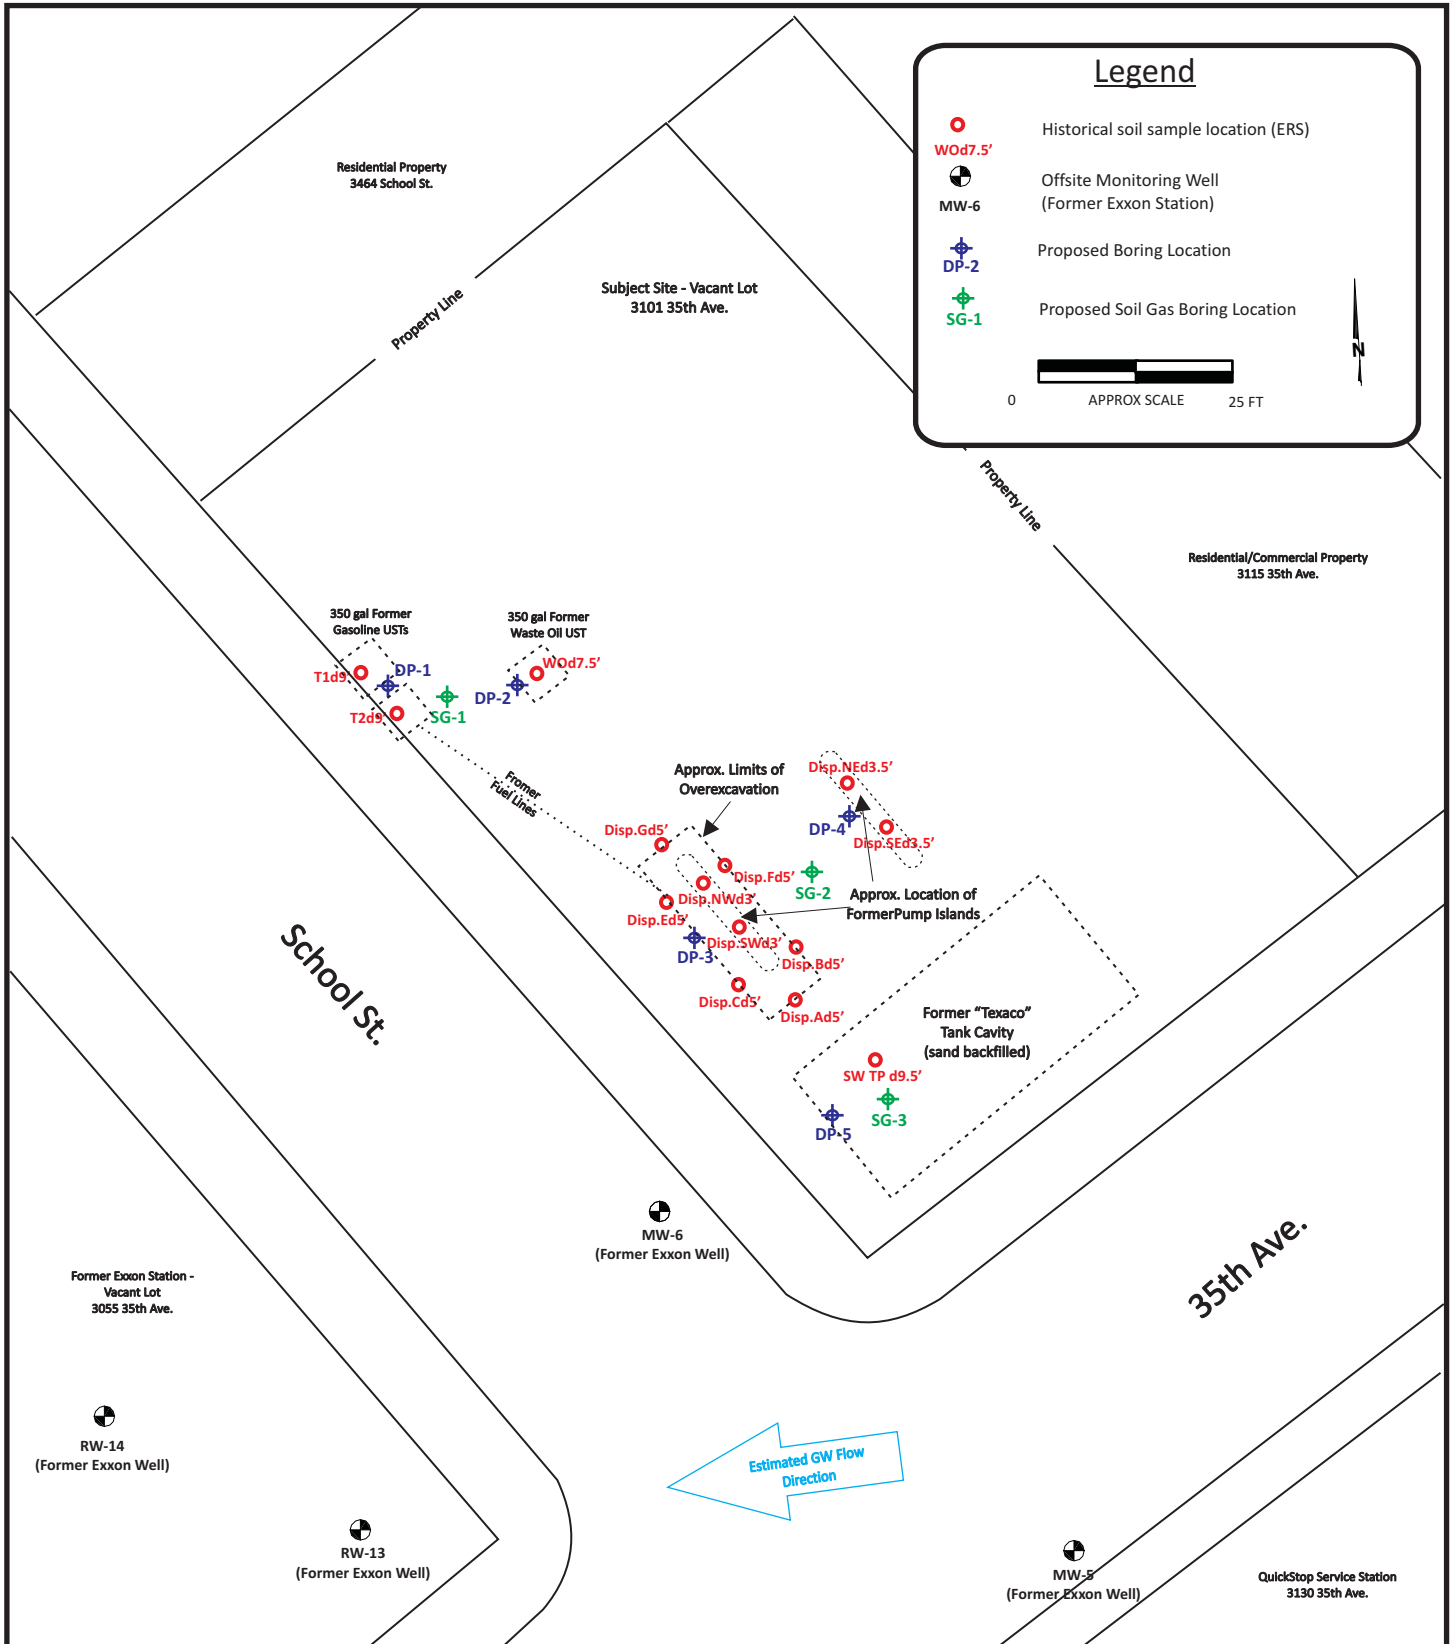 Legend
Historical soil sample location (ERS)
WOd7.5'
Offsite Monitoring Well
(Former Exxon Station)
MW-6
Proposed Boring Location
DP-2
Proposed Soil Gas Boring Location
SG-1
N
0
APPROX SCALE
25 FT
Residential Property
3464 School St.
Property Line
Subject Site - Vacant Lot
3101 35th Ave.
Property Line
Residential/Commercial Property
3115 35th Ave.
350 gal Former
Gasoline USTs
350 gal Former
Waste Oil UST
T1d9'
DP-1
WOd7.5'
DP-2
T2d9'
SG-1
Fromer
Fuel Lines
Approx. Limits of
Overexcavation
Disp.NEd3.5'
DP-4
Disp.SEd3.5'
Disp.Gd5'
Disp.Fd5'
SG-2
Disp.NWd3'
Approx. Location of
FormerPump Islands
Disp.Ed5'
Disp.SWd3'
DP-3
Disp.Bd5'
Disp.Cd5'
Disp.Ad5'
School St.
Former “Texaco”
Tank Cavity
(sand backfilled)
SW TP d9.5'
SG-3
DP-5
MW-6
(Former Exxon Well)
35th Ave.
Former Exxon Station -
Vacant Lot
3055 35th Ave.
RW-14
(Former Exxon Well)
Estimated GW Flow
Direction
RW-13
(Former Exxon Well)
MW-5
(Former Exxon Well)
QuickStop Service Station
3130 35th Ave.